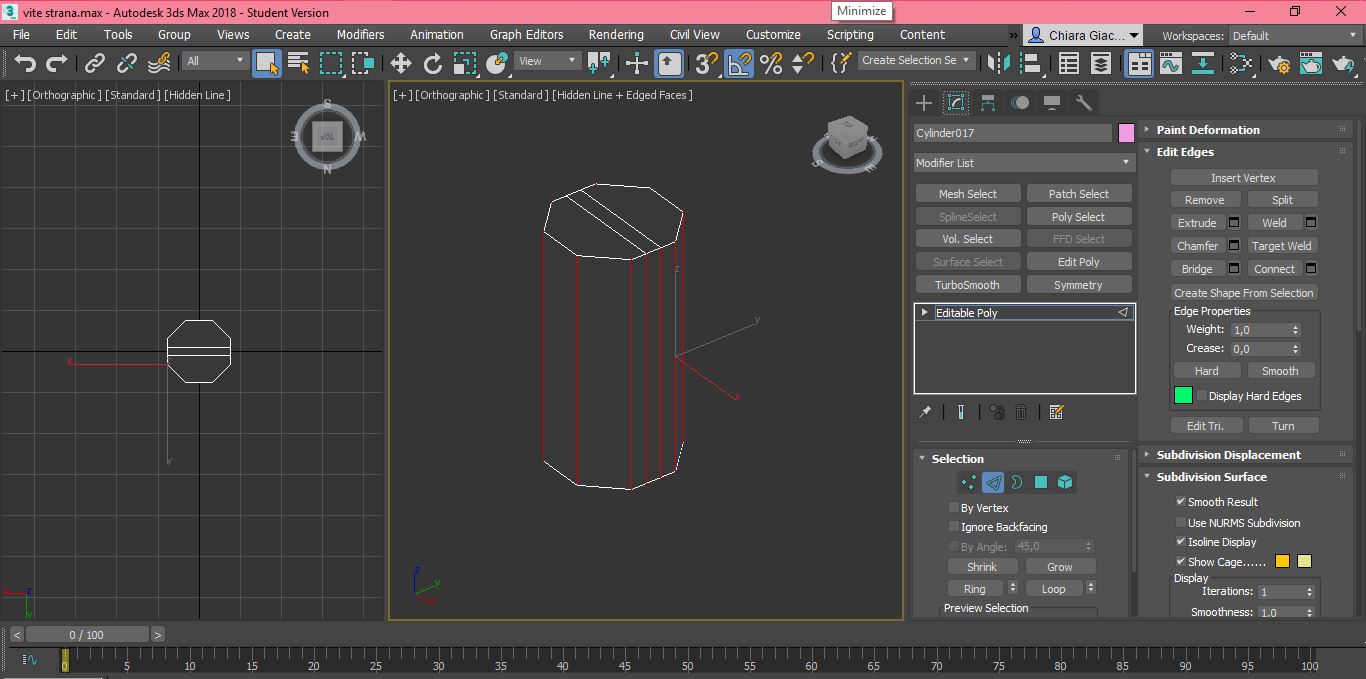 vite strana.max - Autodesk 3ds Max 2018 - Student Version
Minimize
File Edit Tools Group Views Create Modifiers Animation Graph Editors Rendering Civil View Customize Scripting Content » Chiara Giac... Workspaces: Default
All View 3 Create Selection Se
[+] [Orthographic] [Standard] [Hidden Line]
[+] [Orthographic] [Standard] [Hidden Line + Edged Faces]
S
E TOP W
N
S E
x
y
z
y
x
z
y
x
z
y
Cylinder017
Modifier List
Mesh Select Patch Select
SplineSelect Poly Select
Vol. Select FFD Select
Surface Select Edit Poly
TurboSmooth Symmetry
Editable Poly
Selection
By Vertex
Ignore Backfacing
By Angle: 45,0
Shrink Grow
Ring Loop
Preview Selection
Paint Deformation
Edit Edges
Insert Vertex
Remove Split
Extrude Weld
Chamfer Target Weld
Bridge Connect
Create Shape From Selection
Edge Properties
Weight: 1,0
Crease: 0,0
Hard Smooth
Display Hard Edges
Edit Tri. Turn
Subdivision Displacement
Subdivision Surface
Smooth Result
Use NURMS Subdivision
Isoline Display
Show Cage......
Display
Iterations: 1
Smoothness: 1.0
< 0 / 100 >
0 5 10 15 20 25 30 35 40 45 50 55 60 65 70 75 80 85 90 95 100